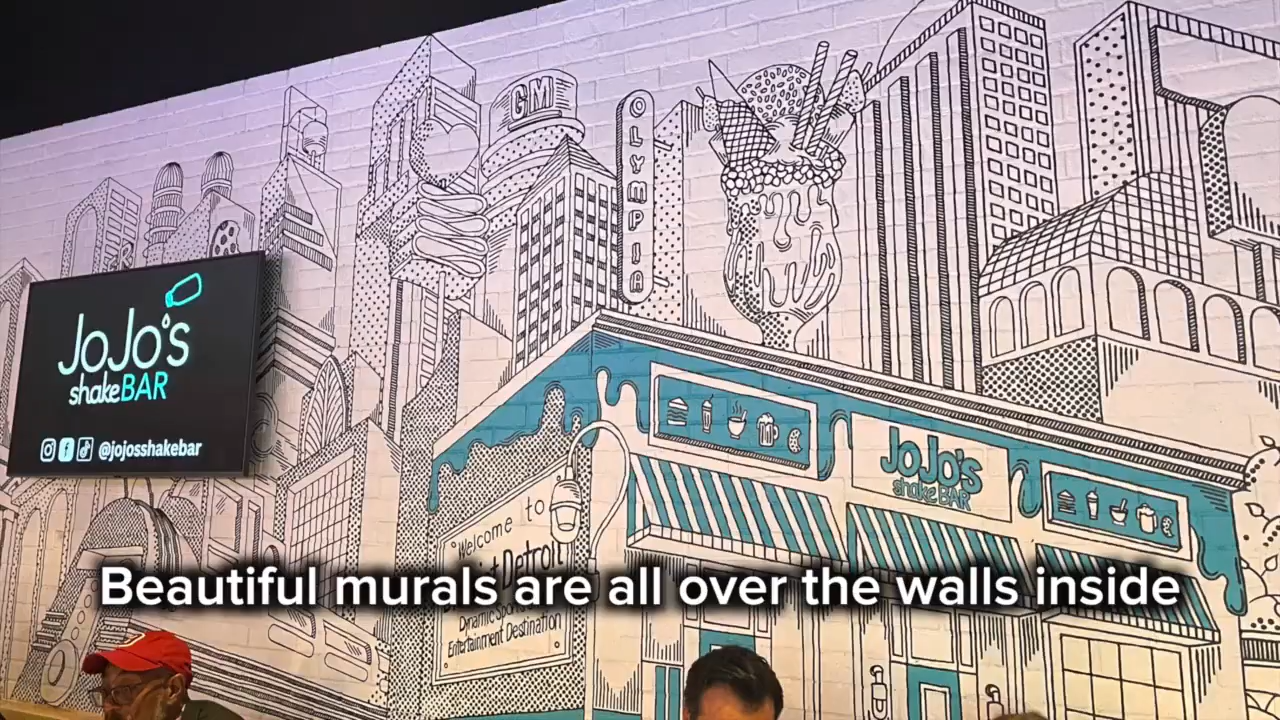 GM
OLYMPIA
JoJo's
shakeBAR
@jojosshakebar
JoJo's
shakeBAR
Welcome to
Detroit
Dynamic Sports
Entertainment Destination
Beautiful murals are all over the walls inside